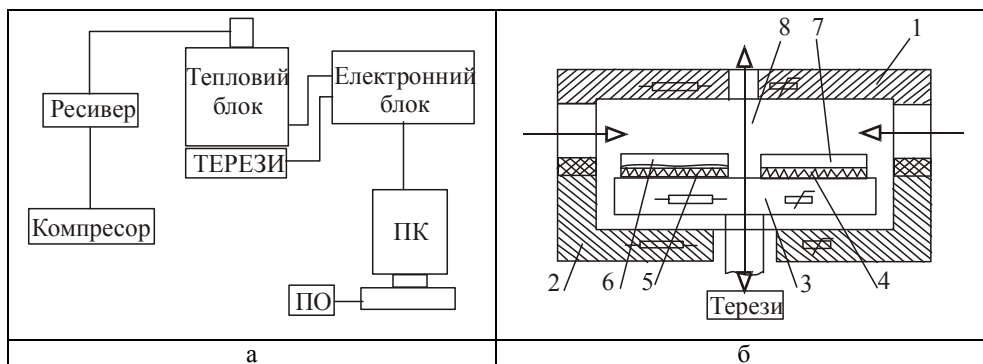 Тепловий
блок
Електронний
блок
Ресивер
ТЕРЕЗИ
Компресор
ПК
ПО
а
8
7
1
2
6
5
3
4
Терези
б